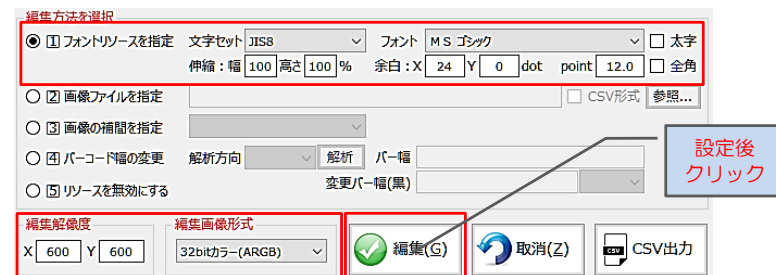 編集方法を選択
1 フォントリソースを指定 文字セット JIS8 フォント MS ゴシック 太字
伸縮：幅 100 高さ 100 % 余白：X 24 Y 0 dot point 12.0 全角
2 画像ファイルを指定 CSV形式 参照...
3 画像の補間を指定
4 バーコード幅の変更 解析方向 解析 バー幅
5 リソースを無効にする 変更バー幅(黒)
設定後
クリック
編集解像度 編集画像形式
X 600 Y 600 32bitカラー(ARGB) 編集(G) 取消(Z) CSV CSV出力